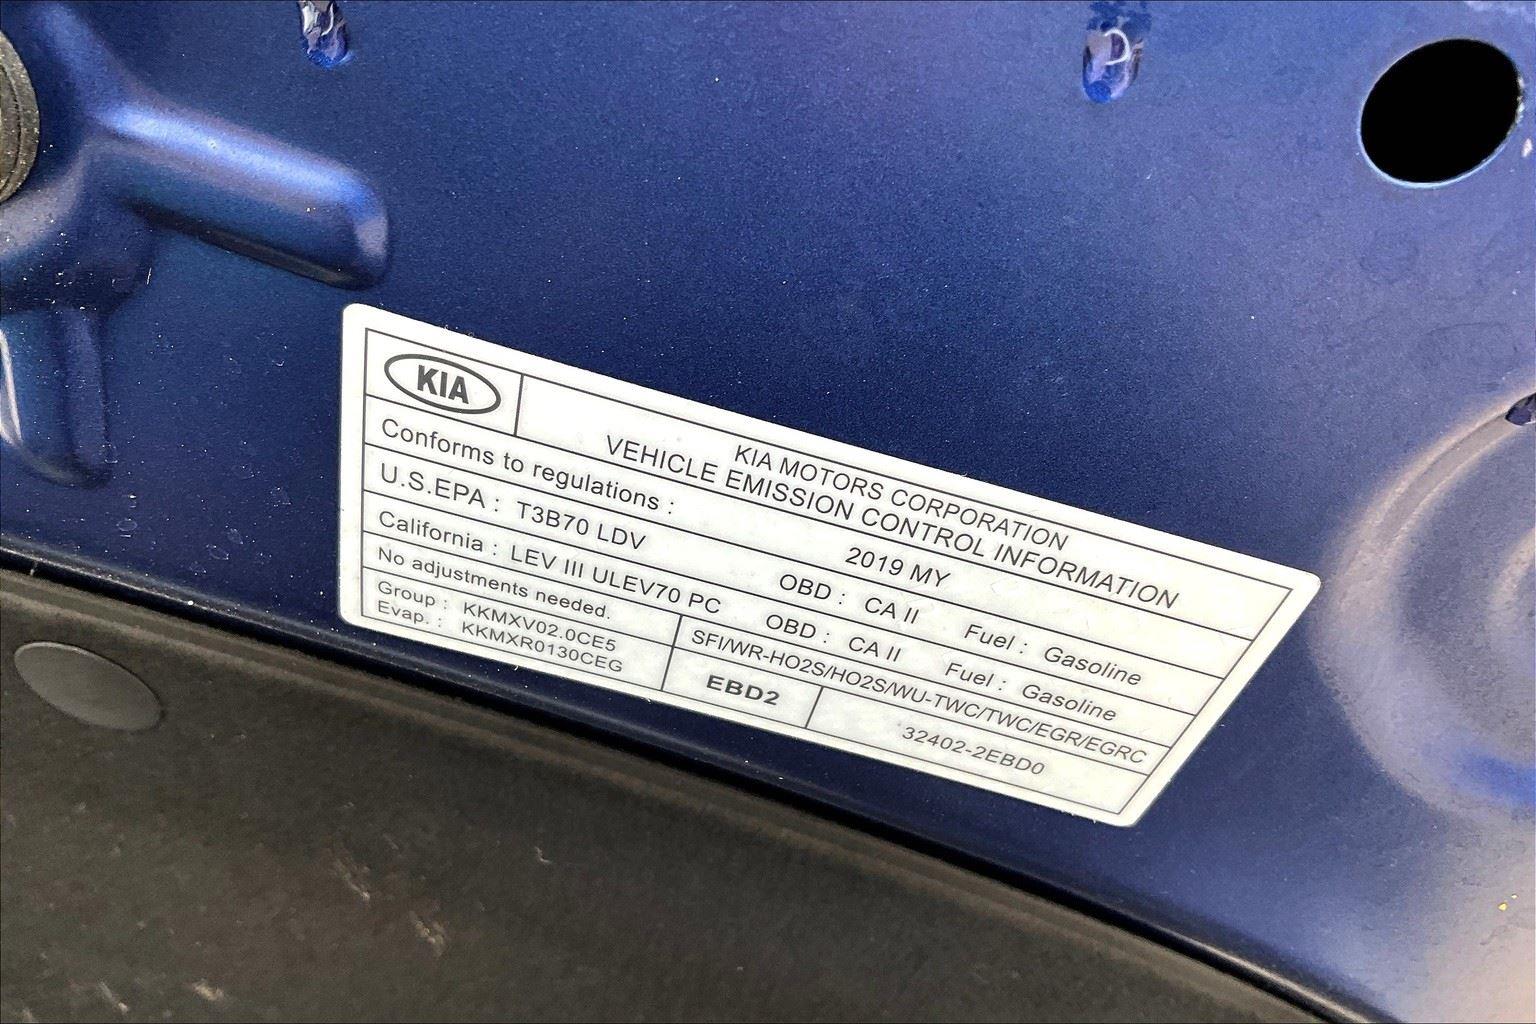 KIA
KIA MOTORS CORPORATION
VEHICLE EMISSION CONTROL INFORMATION
Conforms to regulations : 2019 MY
U.S.EPA : T3B70 LDV OBD : CA II Fuel : Gasoline
California : LEV III ULEV70 PC OBD : CA II Fuel : Gasoline
No adjustments needed. SFI/WR-HO2S/HO2S/WU-TWC/TWC/EGR/EGRC
Group : KKMXV02.0CE5
Evap. : KKMXR0130CEG
EBD2
32402-2EBD0